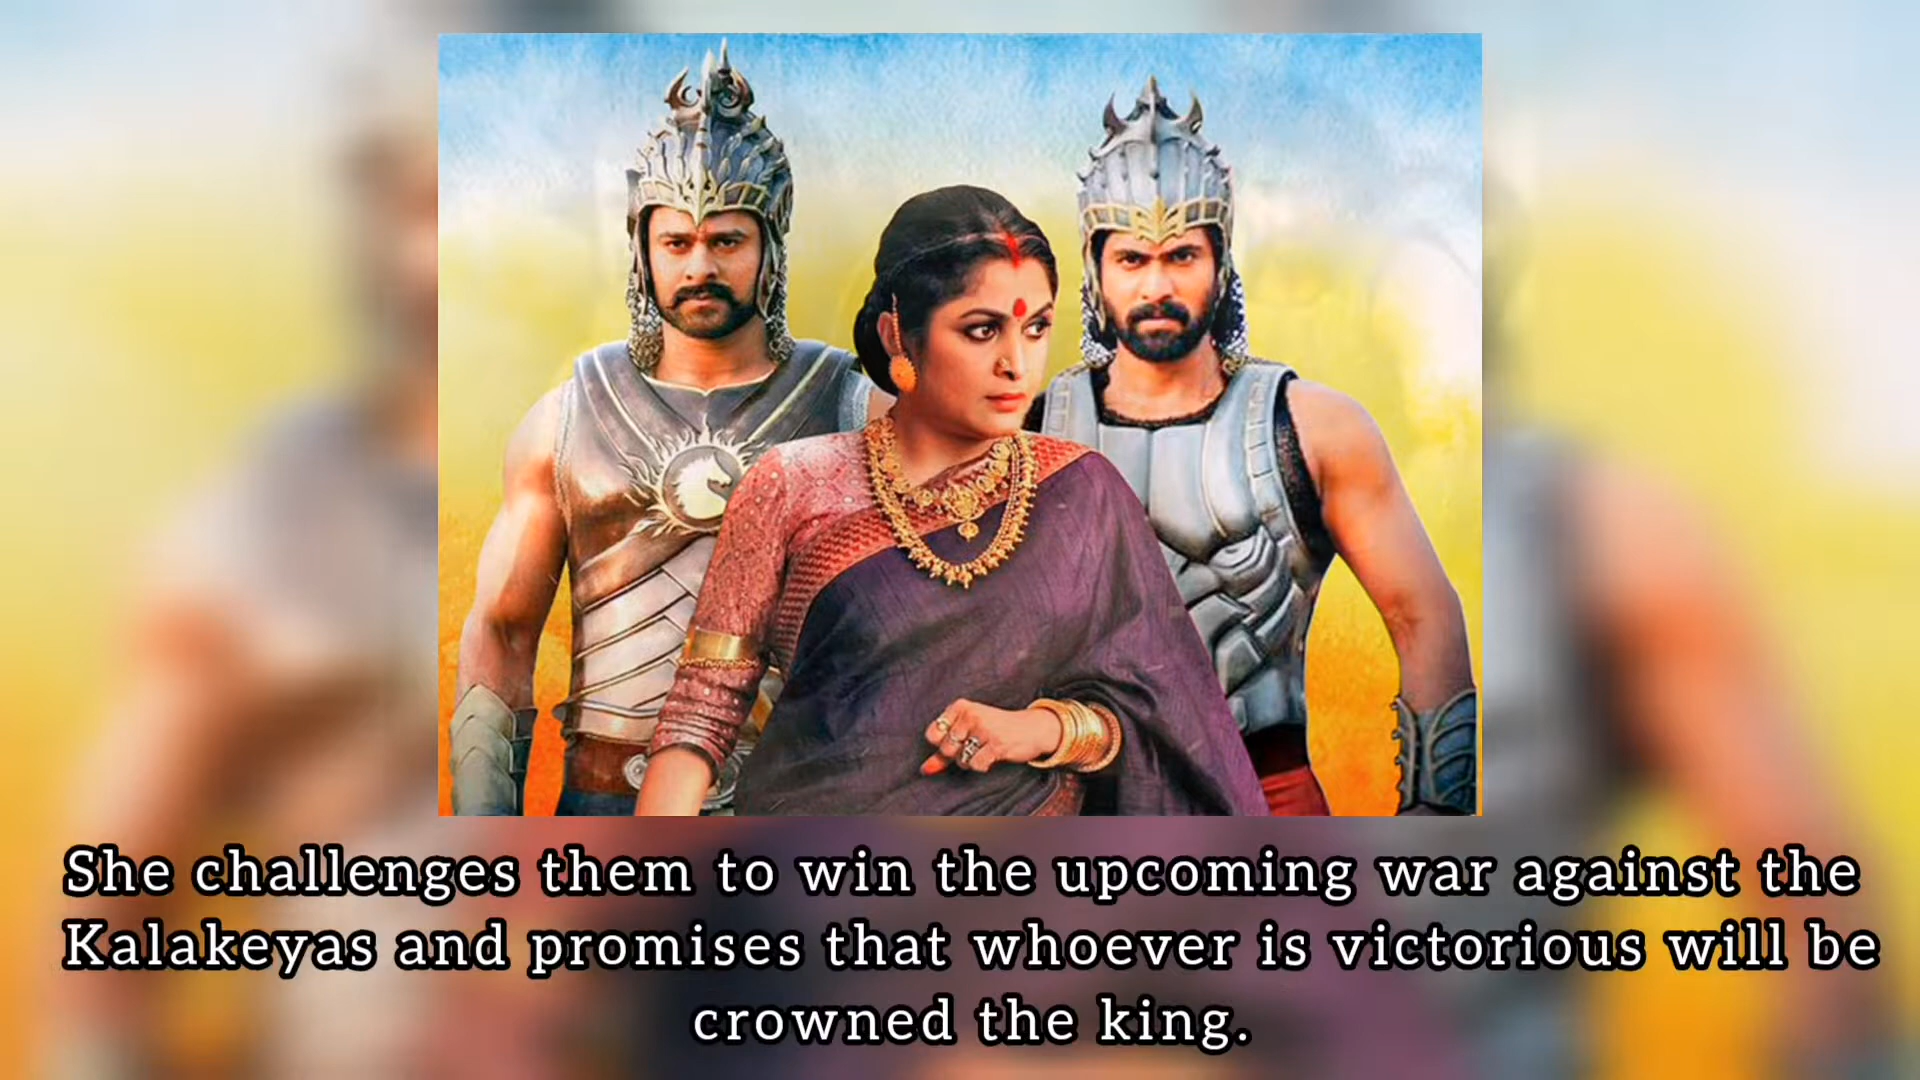 She challenges them to win the upcoming war against the
Kalakeyas and promises that whoever is victorious will be
crowned the king.